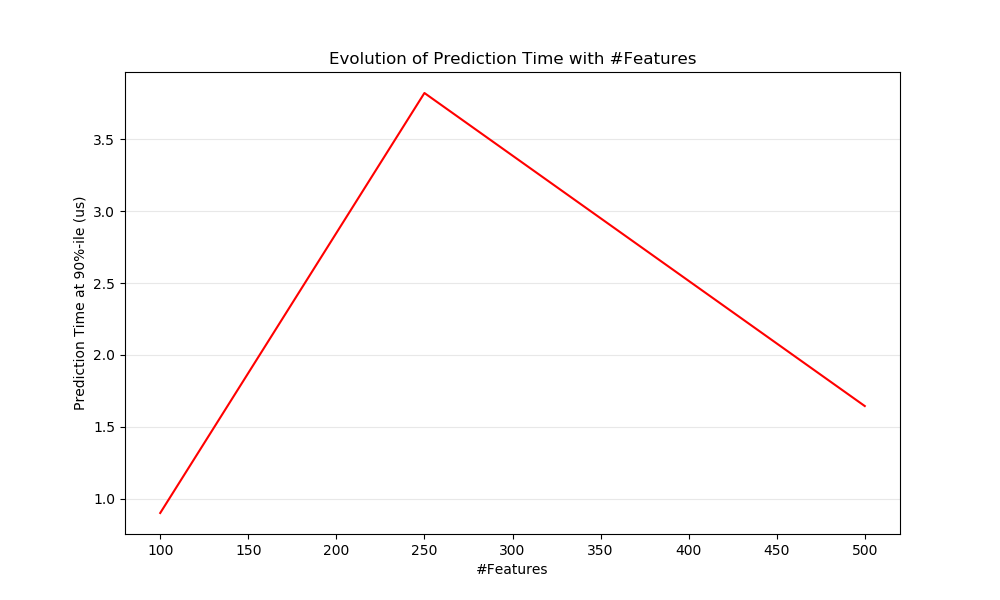 Evolution of Prediction Time with #Features
Prediction Time at 90%-ile (us)
3.5
3.0
2.5
2.0
1.5
1.0
100 150 200 250 300 350 400 450 500
#Features